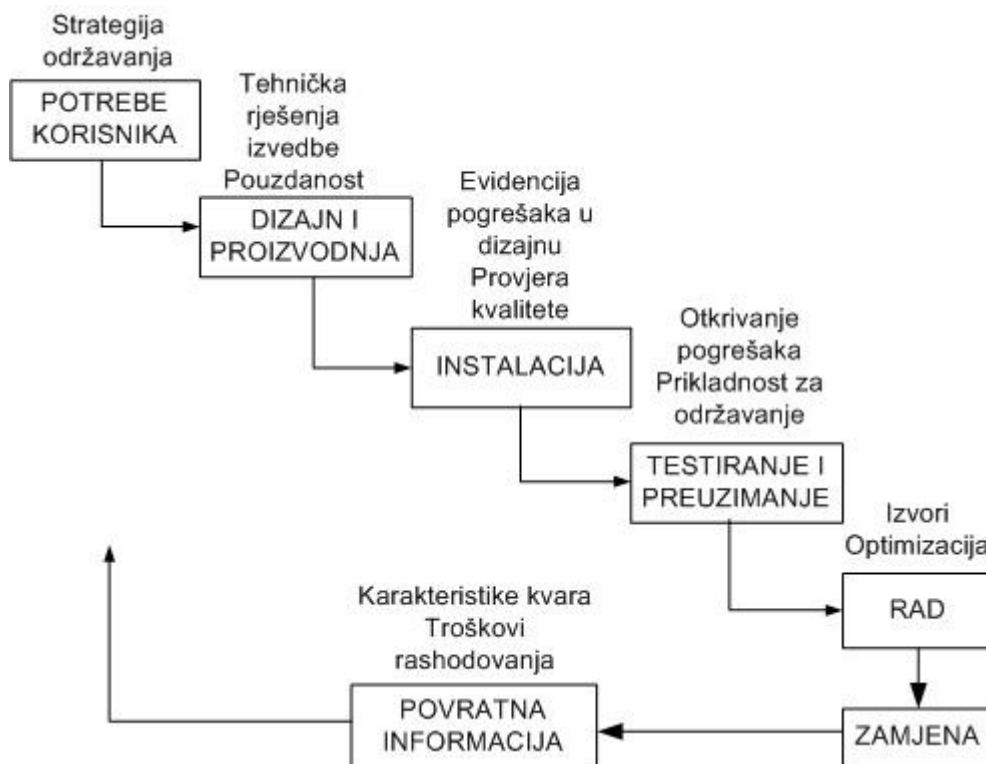 Strategija
održavanja
POTREBE
KORISNIKA
Tehnička
rješenja
izvedbe
Pouzdanost
DIZAJN I
PROIZVODNJA
Evidencija
pogrešaka u
dizajnu
Provjera
kvalitete
INSTALACIJA
Otkrivanje
pogrešaka
Prikladnost za
održavanje
TESTIRANJE I
PREUZIMANJE
Izvori
Optimizacija
RAD
ZAMJENA
Karakteristike kvara
Troškovi
rashodovanja
POVRATNA
INFORMACIJA